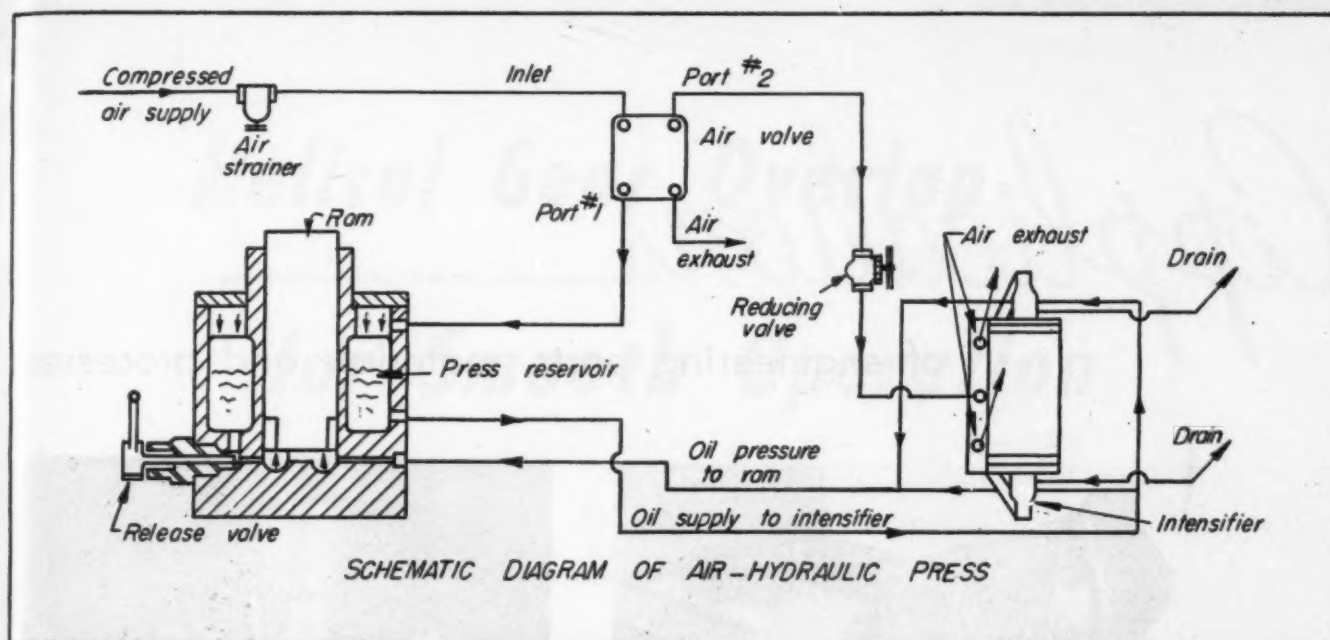 Compressed
air supply
Air
strainer
Inlet
Port #2
Air valve
Port #1
Air
exhaust
Ram
Reducing
valve
Air exhaust
Drain
Press reservoir
Drain
Oil pressure
to ram
Release valve
Oil supply to intensifier
Intensifier
SCHEMATIC DIAGRAM OF AIR-HYDRAULIC PRESS